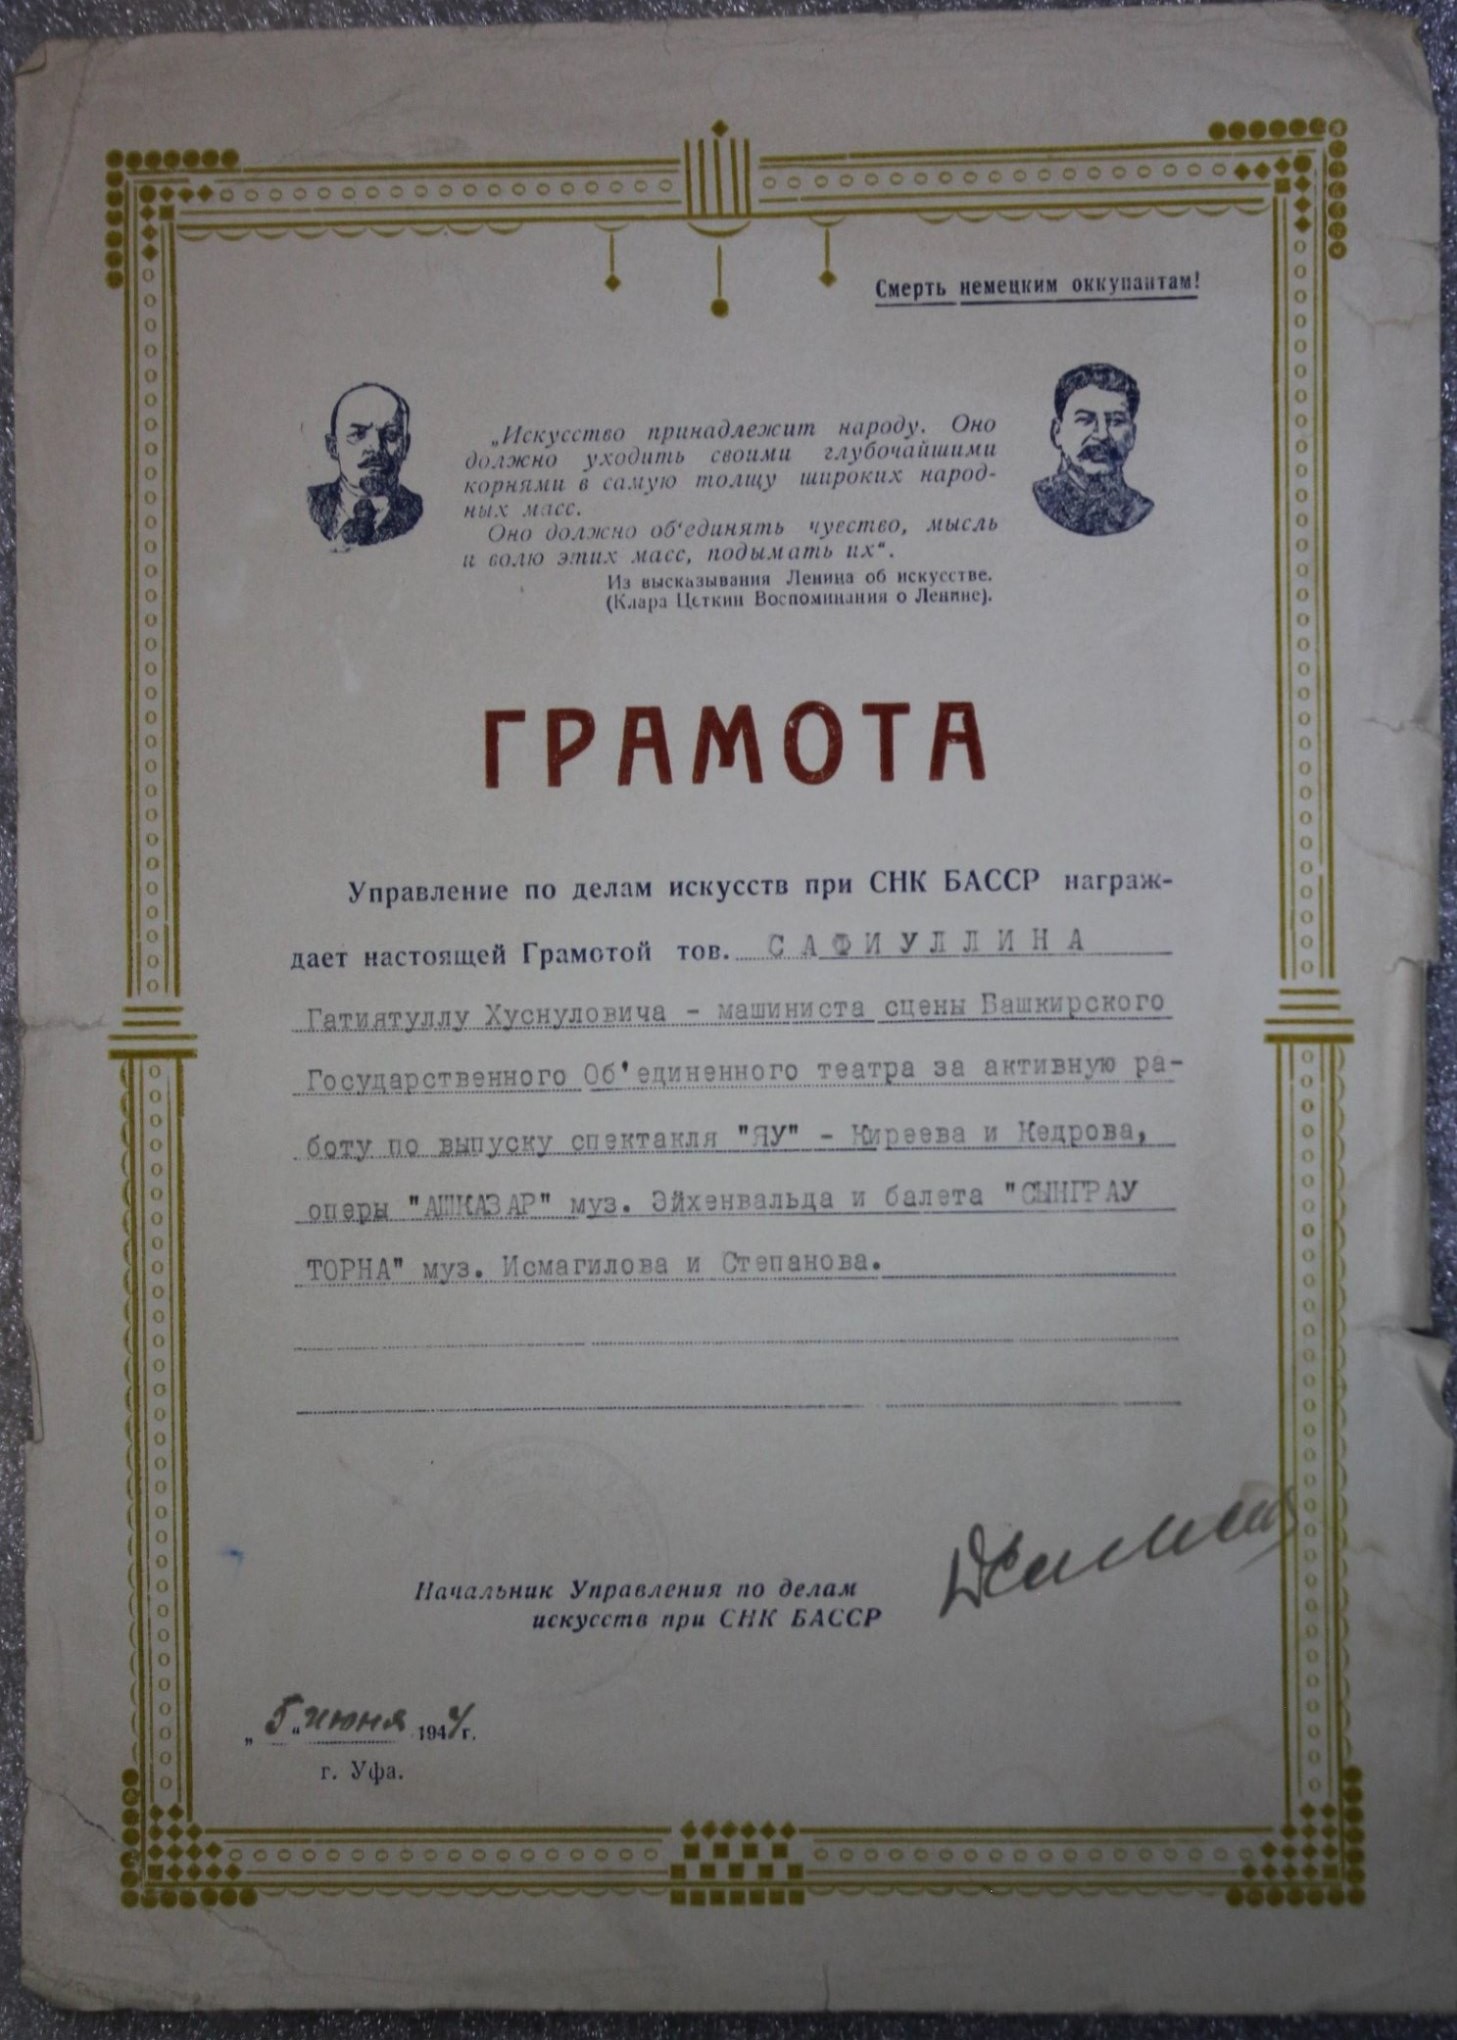 Смерть немецким оккупантам!
„Искусство принадлежит народу. Оно
должно уходить своими глубочайшими
корнями в самую толщу широких народ-
ных масс.
Оно должно об‘единять чувство, мысль
и волю этих масс, подымать их“.
Из высказывания Ленина об искусстве.
(Клара Цеткин Воспоминания о Ленине).
ГРАМОТА
Управление по делам искусств при СНК БАССР награж-
дает настоящей Грамотой тов. САФИУЛЛИНА
Гатиятуллу Хуснуловича - машиниста сцены Башкирского
Государственного Об'единенного театра за активную ра-
боту по выпуску спектакля "ЯУ" - Киреева и Кедрова,
оперы "АШКАЗАР" муз. Эйхенвальда и балета "СЫНГРАУ
ТОРНА" муз. Исмагилова и Степанова.
Начальник Управления по делам
искусств при СНК БАССР
„5“ июня 1944г.
г. Уфа.